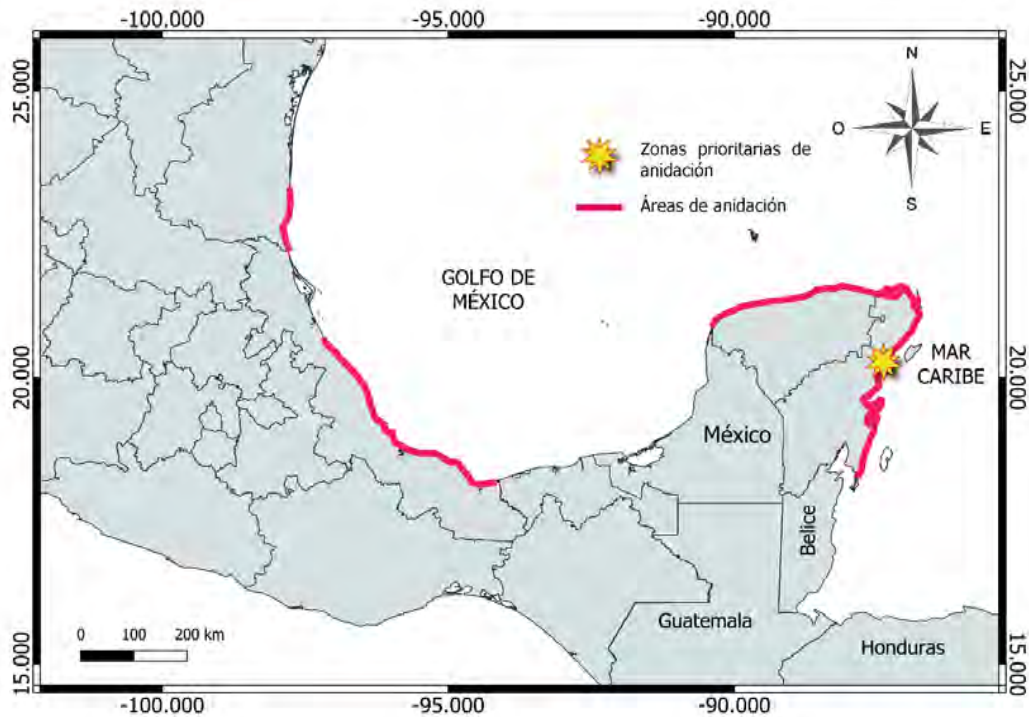 -100.000
-95.000
-90.000
25.000
25.000
N
O
E
S
Zonas prioritarias de
anidación
Áreas de anidación
GOLFO DE
MÉXICO
MAR
CARIBE
20.000
20.000
México
Belice
Guatemala
Honduras
0 100 200 km
15.000
15.000
-100.000
-95.000
-90.000